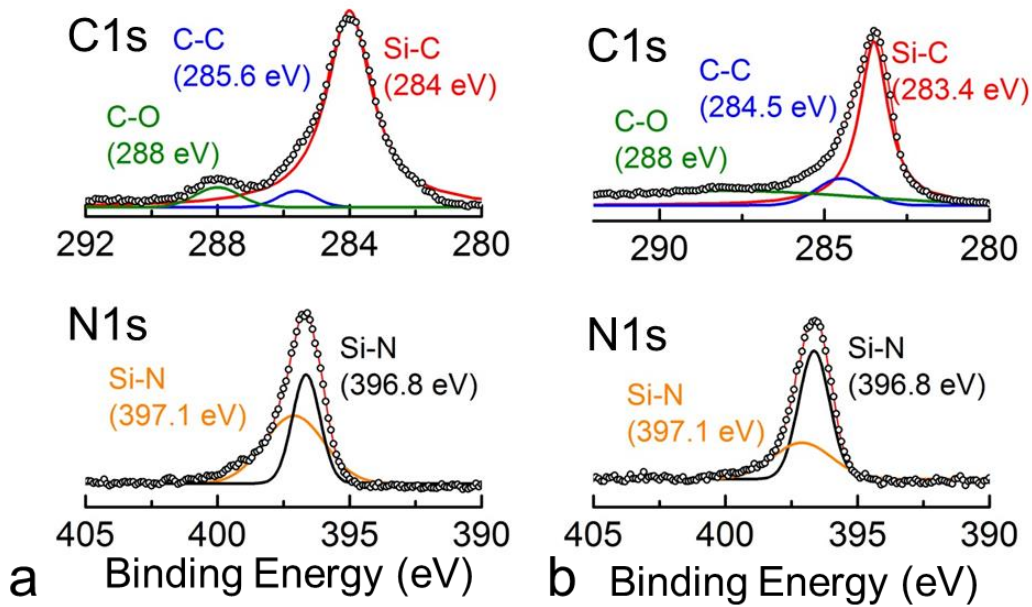 C1s
C-C
(285.6 eV)
Si-C
(284 eV)
C-O
(288 eV)
292 288 284 280
N1s
Si-N
(396.8 eV)
Si-N
(397.1 eV)
405 400 395 390
a Binding Energy (eV)
C1s
C-C
(284.5 eV)
Si-C
(283.4 eV)
C-O
(288 eV)
290 285 280
N1s
Si-N
(396.8 eV)
Si-N
(397.1 eV)
405 400 395 390
b Binding Energy (eV)